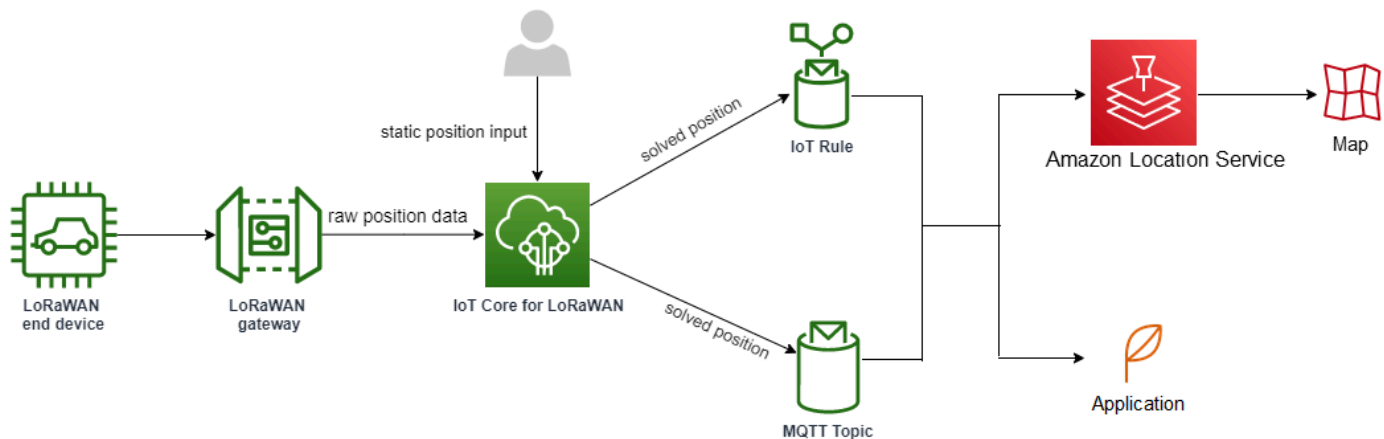 static position input
solved position
IoT Rule
Amazon Location Service
Map
raw position data
LoRaWAN
end device
LoRaWAN
gateway
IoT Core for LoRaWAN
solved position
MQTT Topic
Application